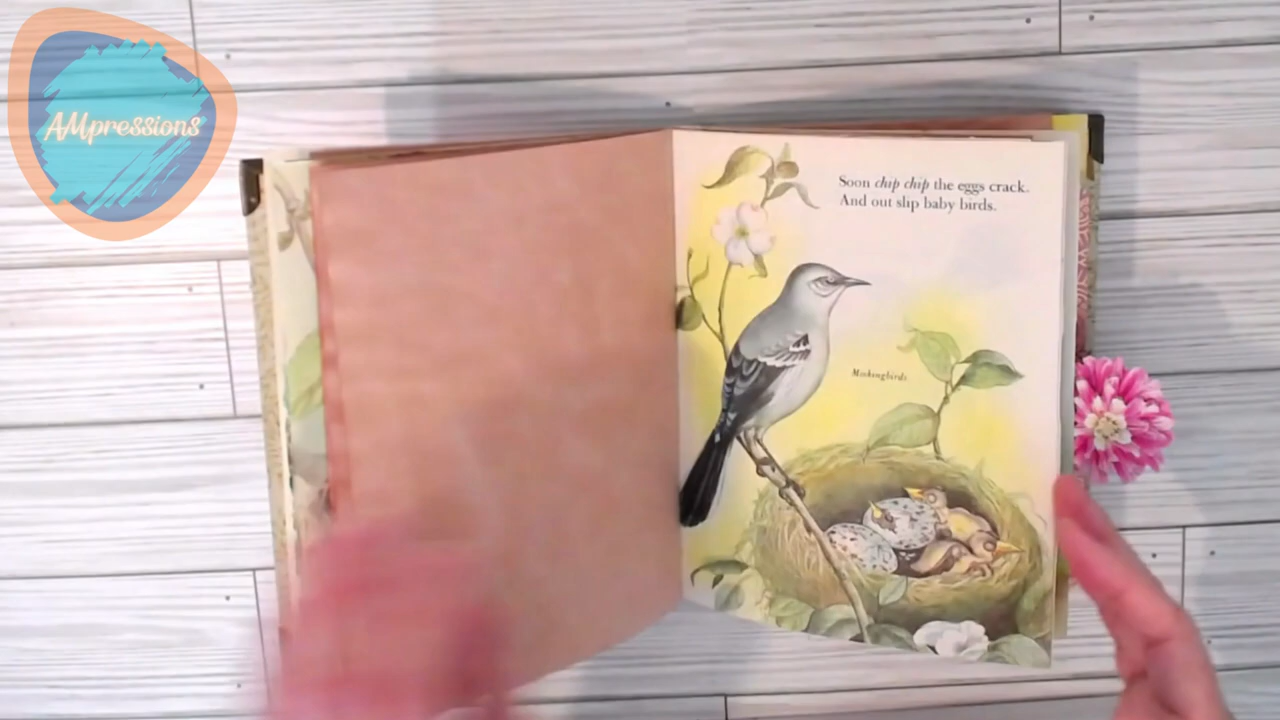 AMpressions
Soon chip chip the eggs crack.
And out slip baby birds.
Mockingbirds